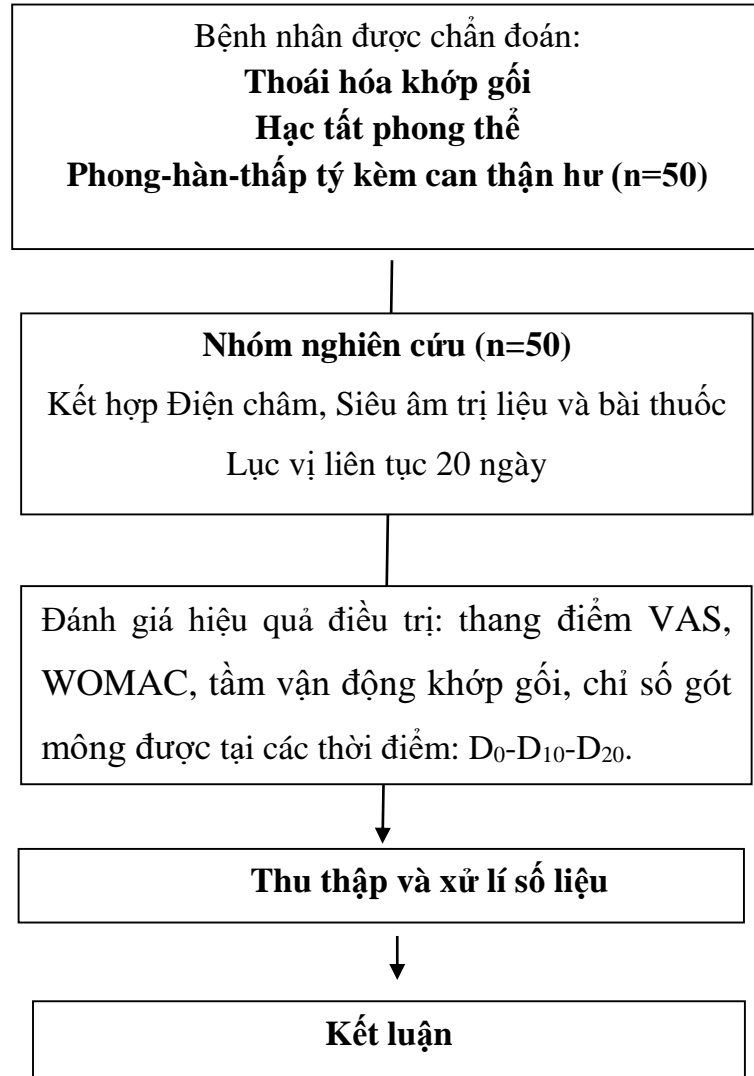 Bệnh nhân được chẩn đoán:
Thoái hóa khớp gối
Hạc tất phong thể
Phong-hàn-thấp tý kèm can thận hư (n=50)
Nhóm nghiên cứu (n=50)
Kết hợp Điện châm, Siêu âm trị liệu và bài thuốc
Lục vị liên tục 20 ngày
Đánh giá hiệu quả điều trị: thang điểm VAS,
WOMAC, tầm vận động khớp gối, chỉ số gót
mông được tại các thời điểm: D₀-D₁₀-D₂₀.
Thu thập và xử lí số liệu
Kết luận